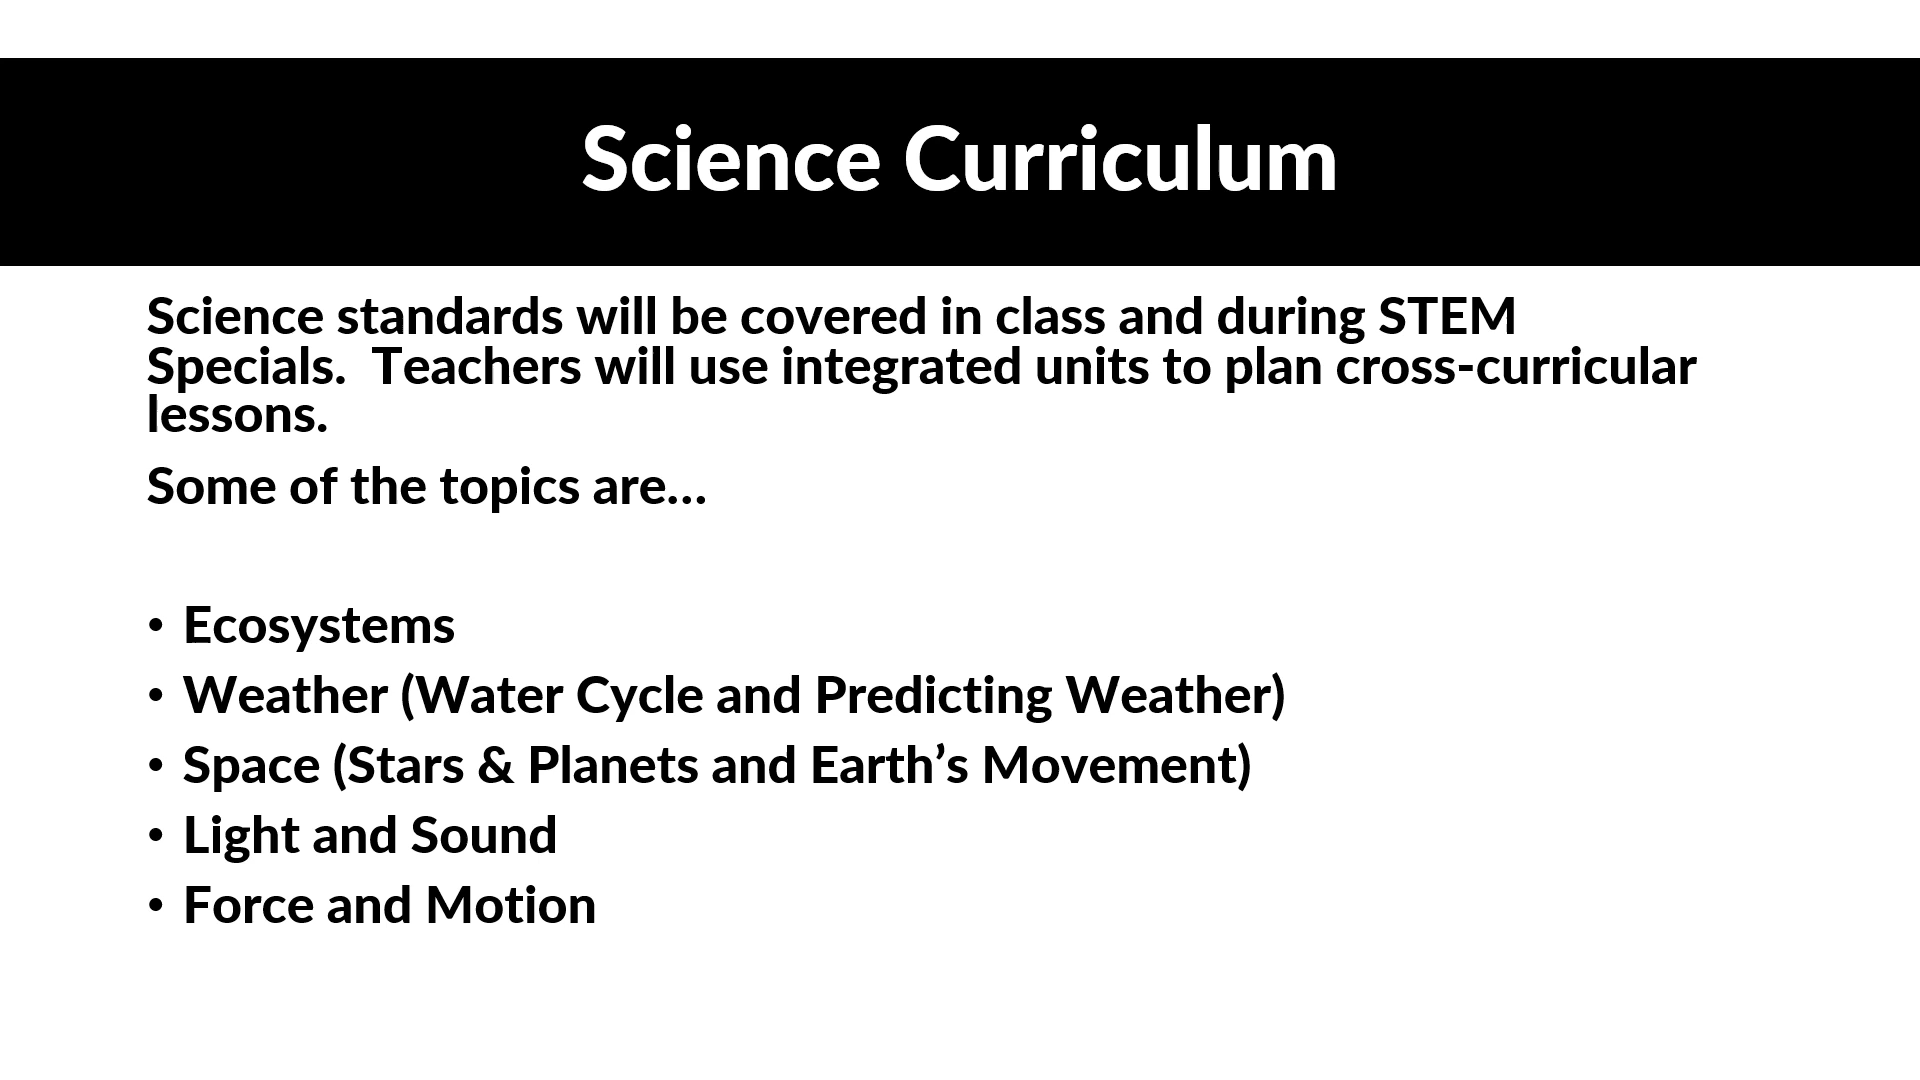 Science Curriculum
Science standards will be covered in class and during STEM
Specials.  Teachers will use integrated units to plan cross-curricular
lessons.
Some of the topics are…
• Ecosystems
• Weather (Water Cycle and Predicting Weather)
• Space (Stars & Planets and Earth’s Movement)
• Light and Sound
• Force and Motion